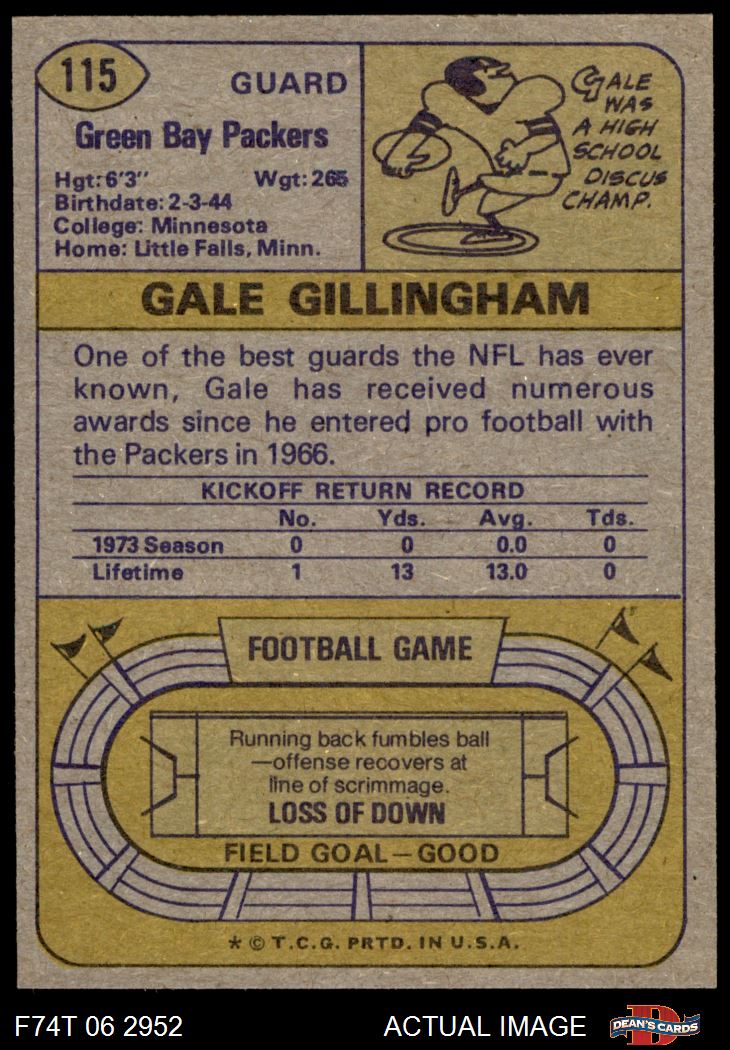 115
GUARD
Green Bay Packers
Hgt: 6'3" Wgt: 265
Birthdate: 2-3-44
College: Minnesota
Home: Little Falls, Minn.
GALE
WAS
A HIGH
SCHOOL
DISCUS
CHAMP.
GALE GILLINGHAM
One of the best guards the NFL has ever
known, Gale has received numerous
awards since he entered pro football with
the Packers in 1966.
KICKOFF RETURN RECORD
No. Yds. Avg. Tds.
1973 Season 0 0 0.0 0
Lifetime 1 13 13.0 0
FOOTBALL GAME
Running back fumbles ball
—offense recovers at
line of scrimmage.
LOSS OF DOWN
FIELD GOAL—GOOD
* © T.C.G. PRTD. IN U.S.A.
F74T 06 2952 ACTUAL IMAGE
DEAN'S CARDS